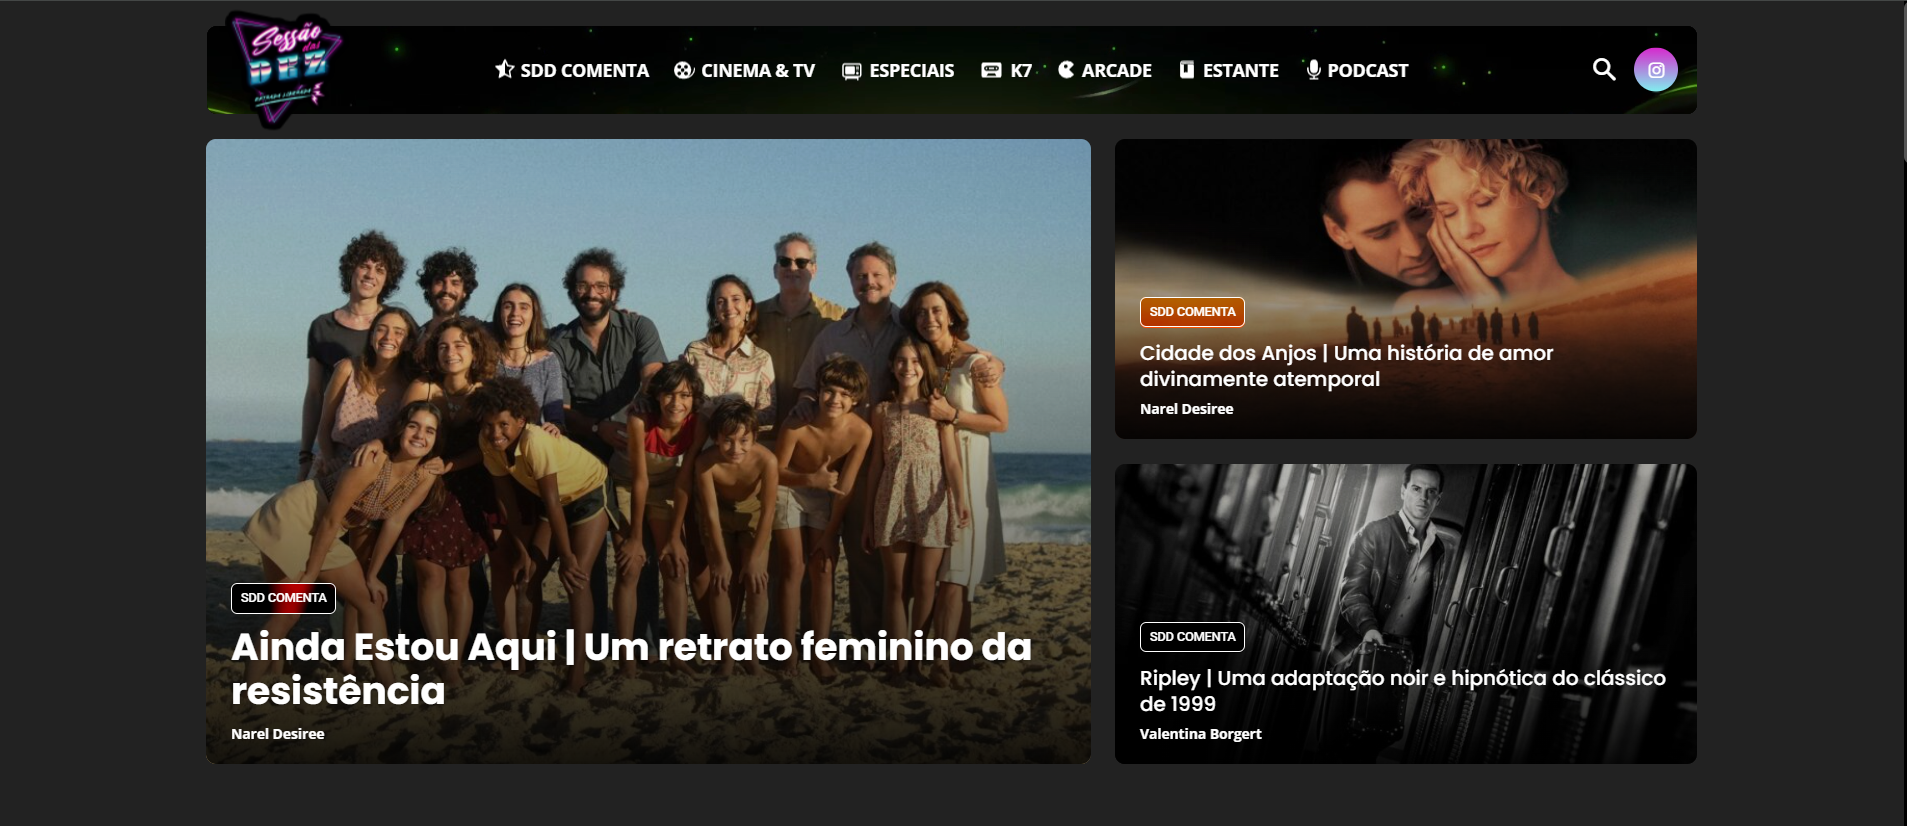 Sessão
das
DEZ
ENTRADA LIBERADA
SDD COMENTA
CINEMA & TV
ESPECIAIS
K7
ARCADE
ESTANTE
PODCAST
SDD COMENTA
Ainda Estou Aqui | Um retrato feminino da
resistência
Narel Desiree
SDD COMENTA
Cidade dos Anjos | Uma história de amor
divinamente atemporal
Narel Desiree
SDD COMENTA
Ripley | Uma adaptação noir e hipnótica do clássico
de 1999
Valentina Borgert